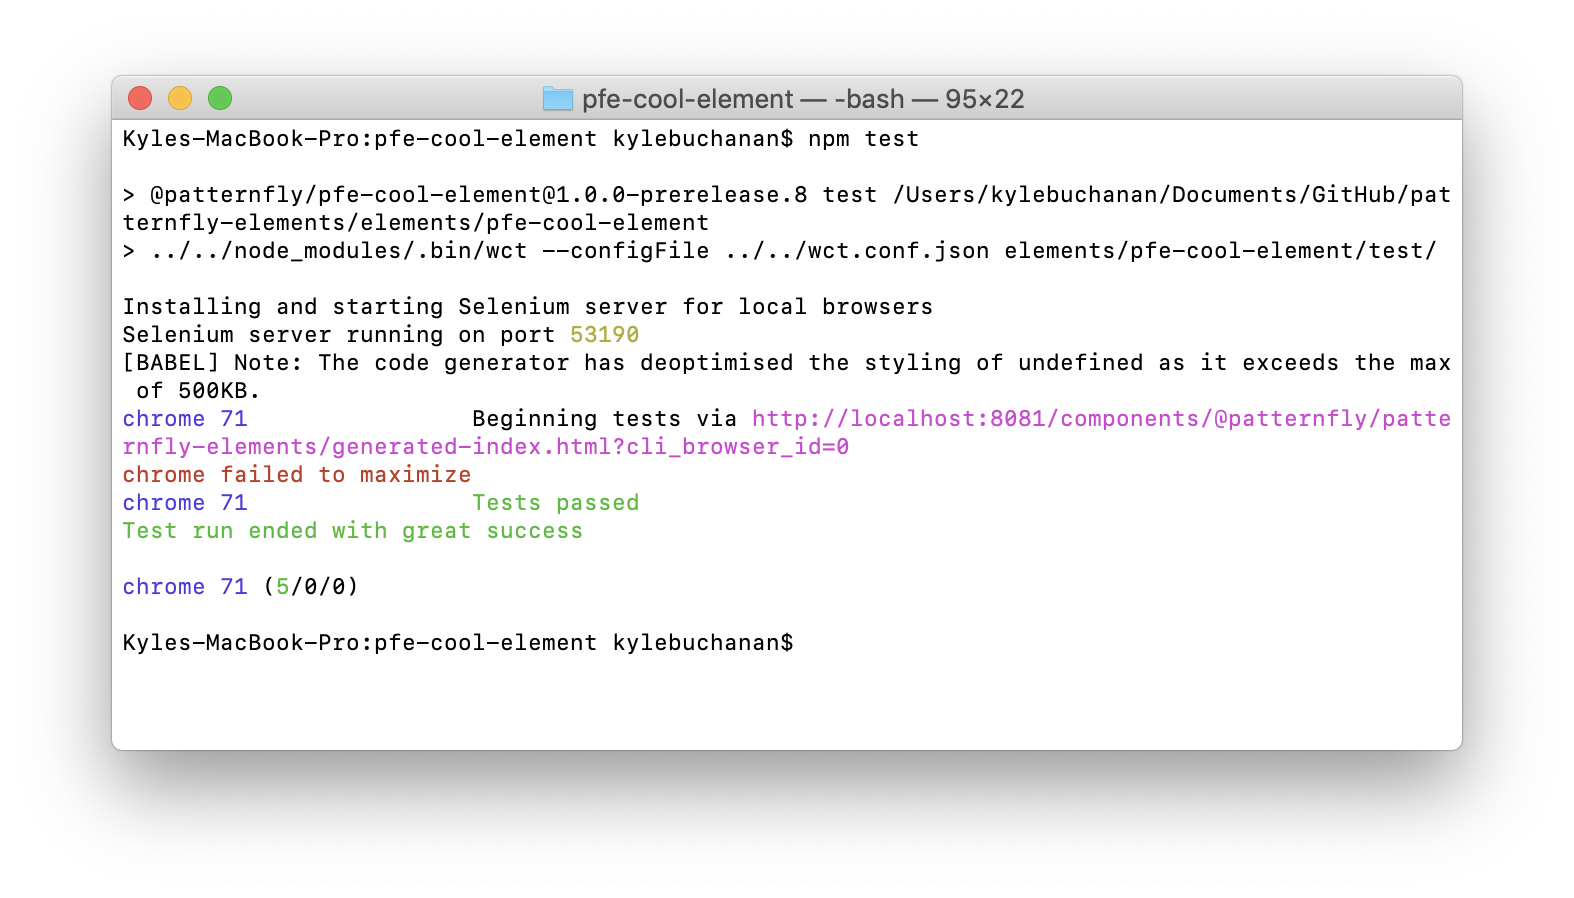 pfe-cool-element — -bash — 95×22
Kyles-MacBook-Pro:pfe-cool-element kylebuchanan$ npm test
> @patternfly/pfe-cool-element@1.0.0-prerelease.8 test /Users/kylebuchanan/Documents/GitHub/pat
ternfly-elements/elements/pfe-cool-element
> ../../node_modules/.bin/wct --configFile ../../wct.conf.json elements/pfe-cool-element/test/
Installing and starting Selenium server for local browsers
Selenium server running on port 53190
[BABEL] Note: The code generator has deoptimised the styling of undefined as it exceeds the max
 of 500KB.
chrome 71                Beginning tests via http://localhost:8081/components/@patternfly/patte
rnfly-elements/generated-index.html?cli_browser_id=0
chrome failed to maximize
chrome 71                Tests passed
Test run ended with great success
chrome 71 (5/0/0)
Kyles-MacBook-Pro:pfe-cool-element kylebuchanan$